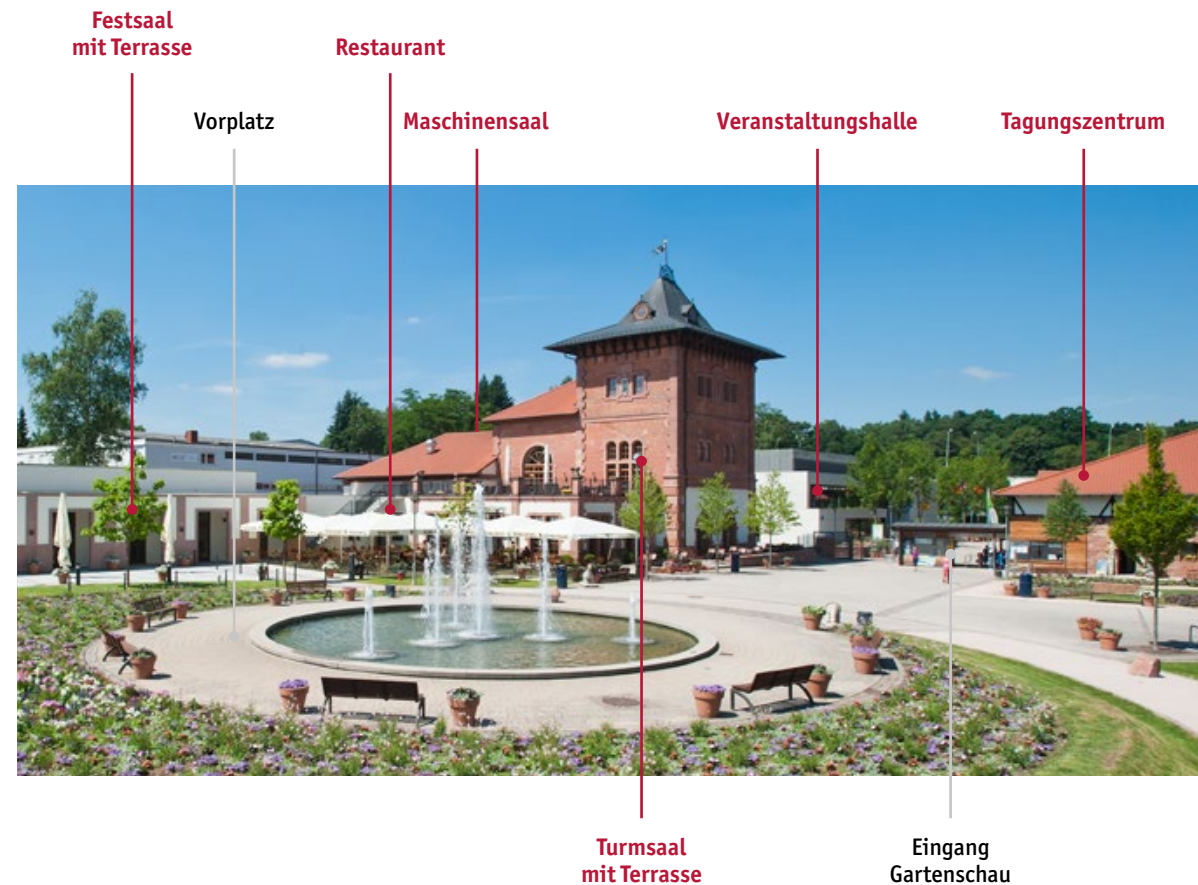 Festsaal
mit Terrasse
Restaurant
Vorplatz
Maschinensaal
Veranstaltungshalle
Tagungszentrum
Turmsaal
mit Terrasse
Eingang
Gartenschau